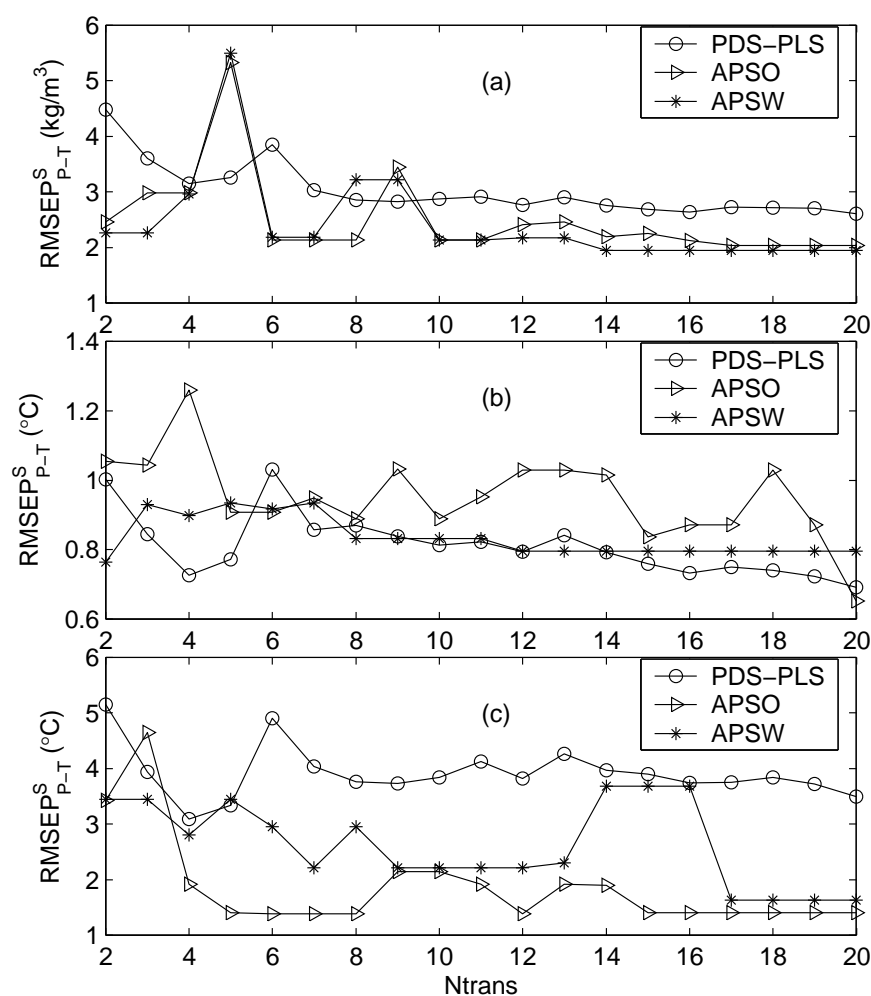 6
5
4
3
2
1
RMSEP^S_P−T (kg/m^3)
(a)
PDS−PLS
APSO
APSW
2 4 6 8 10 12 14 16 18 20
1.4
1.2
1
0.8
0.6
RMSEP^S_P−T (°C)
(b)
PDS−PLS
APSO
APSW
2 4 6 8 10 12 14 16 18 20
6
5
4
3
2
1
RMSEP^S_P−T (°C)
(c)
PDS−PLS
APSO
APSW
2 4 6 8 10 12 14 16 18 20
Ntrans